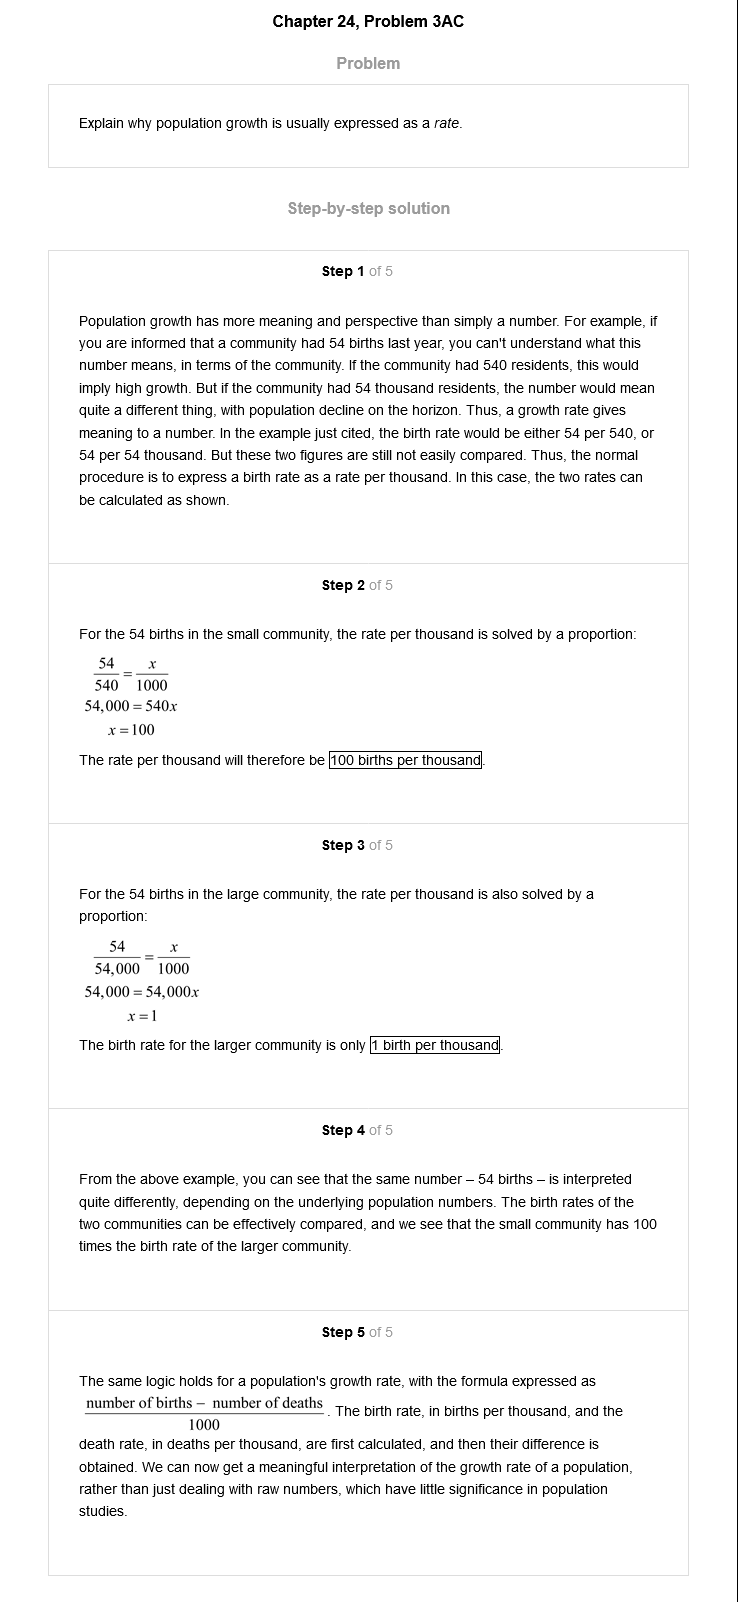 Chapter 24, Problem 3AC
Problem
Explain why population growth is usually expressed as a rate.
Step-by-step solution
Step 1 of 5
Population growth has more meaning and perspective than simply a number. For example, if
you are informed that a community had 54 births last year, you can't understand what this
number means, in terms of the community. If the community had 540 residents, this would
imply high growth. But if the community had 54 thousand residents, the number would mean
quite a different thing, with population decline on the horizon. Thus, a growth rate gives
meaning to a number. In the example just cited, the birth rate would be either 54 per 540, or
54 per 54 thousand. But these two figures are still not easily compared. Thus, the normal
procedure is to express a birth rate as a rate per thousand. In this case, the two rates can
be calculated as shown.
Step 2 of 5
For the 54 births in the small community, the rate per thousand is solved by a proportion:
54/540 = x/1000
54,000 = 540x
x = 100
The rate per thousand will therefore be 100 births per thousand.
Step 3 of 5
For the 54 births in the large community, the rate per thousand is also solved by a
proportion:
54/54,000 = x/1000
54,000 = 54,000x
x = 1
The birth rate for the larger community is only 1 birth per thousand.
Step 4 of 5
From the above example, you can see that the same number – 54 births – is interpreted
quite differently, depending on the underlying population numbers. The birth rates of the
two communities can be effectively compared, and we see that the small community has 100
times the birth rate of the larger community.
Step 5 of 5
The same logic holds for a population's growth rate, with the formula expressed as
number of births − number of deaths
1000
. The birth rate, in births per thousand, and the
death rate, in deaths per thousand, are first calculated, and then their difference is
obtained. We can now get a meaningful interpretation of the growth rate of a population,
rather than just dealing with raw numbers, which have little significance in population
studies.